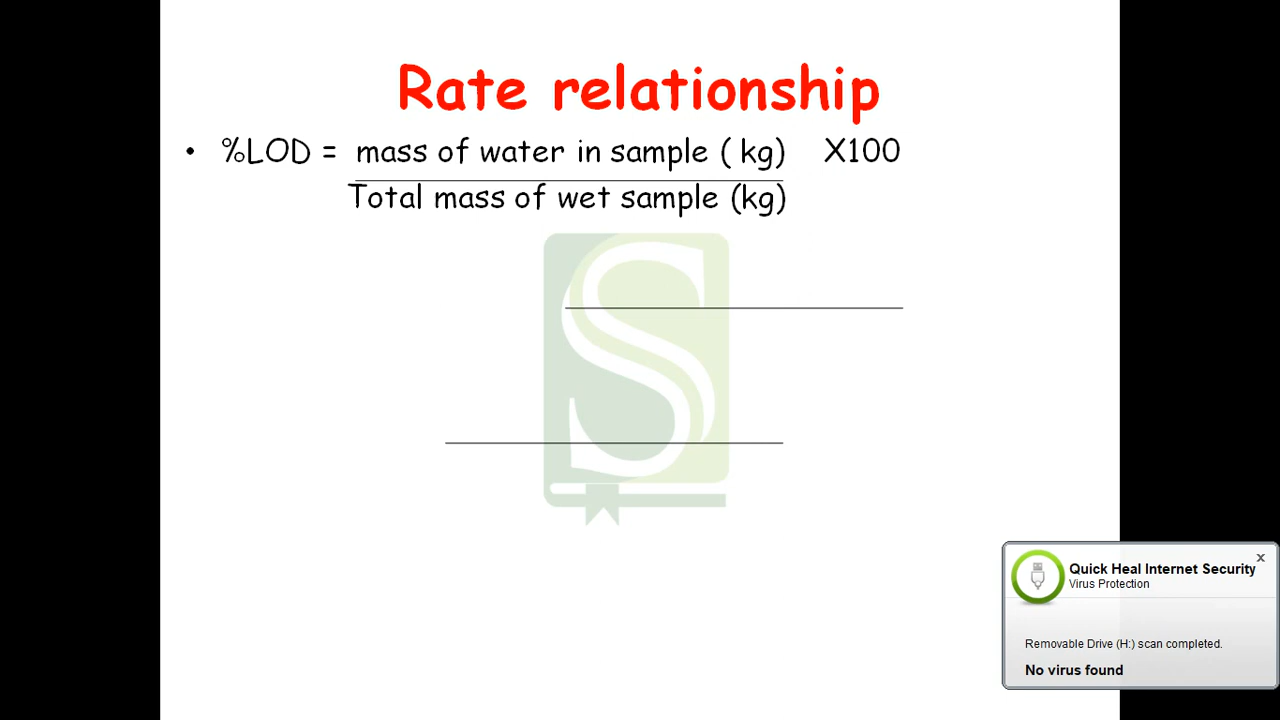 Rate relationship
• %LOD = mass of water in sample ( kg) X100
Total mass of wet sample (kg)
S
Quick Heal Internet Security x
Virus Protection
Removable Drive (H:) scan completed.
No virus found